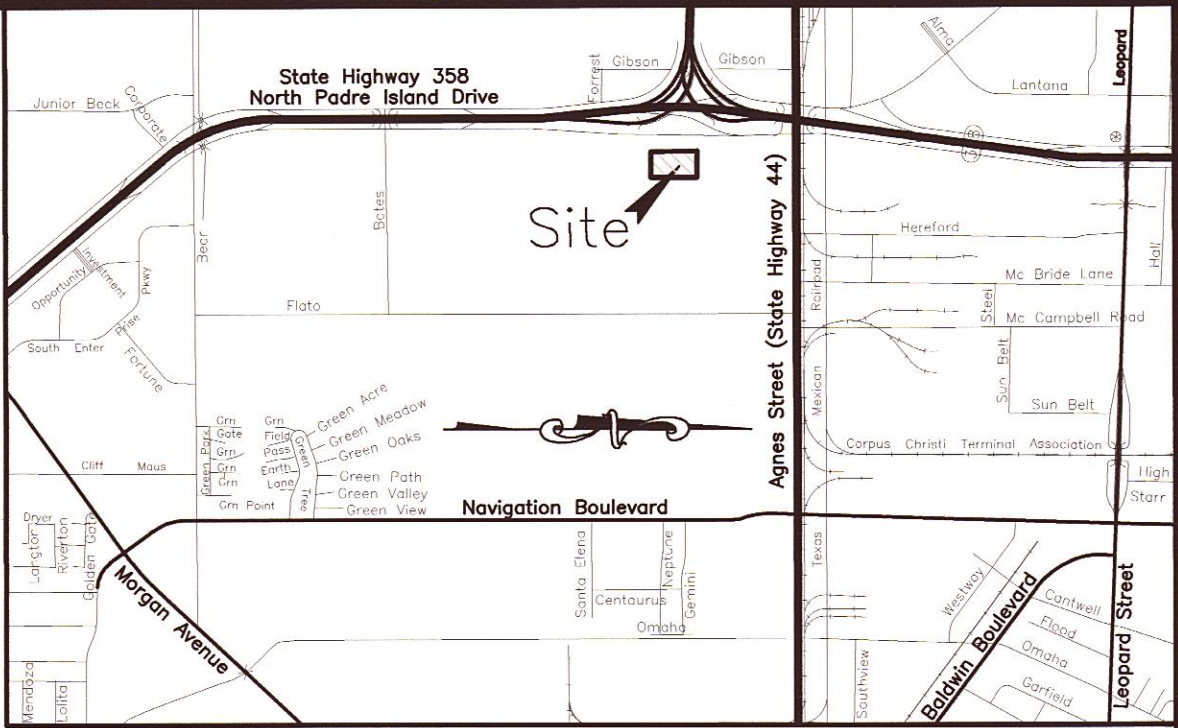 State Highway 358
North Padre Island Drive
Junior Beck
Corporate
Forrest
Gibson
Gibson
Alma
Lantana
Leopard
358
Bates
Bear
Site
Agnes Street (State Highway 44)
Hereford
Hall
Mc Bride Lane
Steel
Mc Campbell Road
Sun Belt
Sun Belt
Railroad
Mexican
Texas
Opportunity
Investment
Pkwy
Prise
South Enter
Fortune
Flato
Green Park
Grn
Gate
Grn
Grn
Grn
Grn Point
Grn
Field
Pass
Earth
Lane
Green
Tree
Green Acre
Green Meadow
Green Oaks
Green Path
Green Valley
Green View
Cliff Maus
Corpus Christi Terminal Association
High
Starr
Navigation Boulevard
Dryer
Langton
Riverton
Golden Gate
Morgan Avenue
Mendoza
Lolita
Santa Elena
Neptune
Gemini
Centaurus
Omaha
Southview
Westway
Baldwin Boulevard
Cantwell
Flood
Omaha
Garfield
Leopard Street